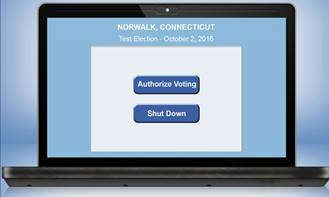 NORWALK, CONNECTICUT
Test Election - October 2, 2016
Authorize Voting
Shut Down